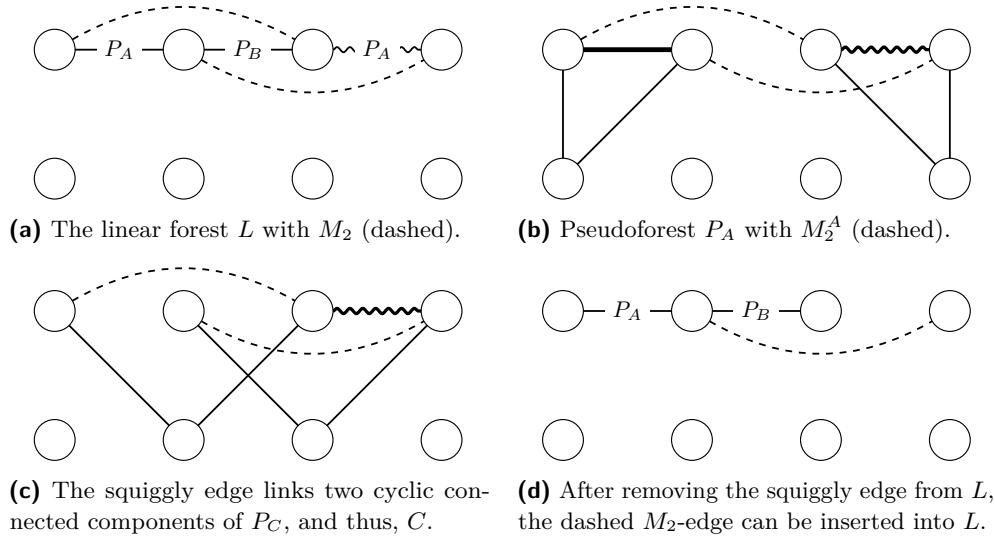 P_A P_B P_A
(a) The linear forest L with M_2 (dashed).
(b) Pseudoforest P_A with M_2^A (dashed).
P_A P_B
(c) The squiggly edge links two cyclic con-
nected components of P_C, and thus, C.
(d) After removing the squiggly edge from L,
the dashed M_2-edge can be inserted into L.